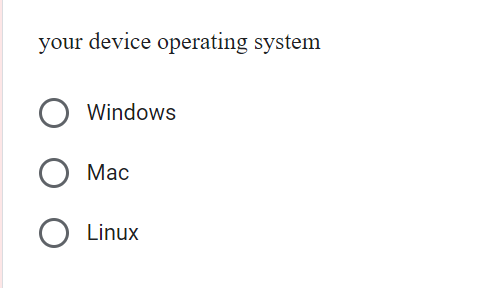 your device operating system
Windows
Mac
Linux